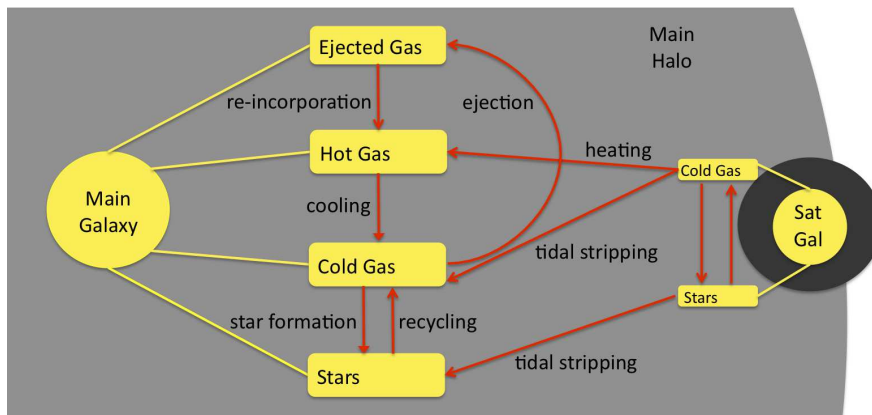 Ejected Gas
Main
Halo
re-incorporation
ejection
Hot Gas
heating
Cold Gas
Main
Galaxy
cooling
Sat
Gal
Cold Gas
tidal stripping
Stars
star formation
recycling
tidal stripping
Stars